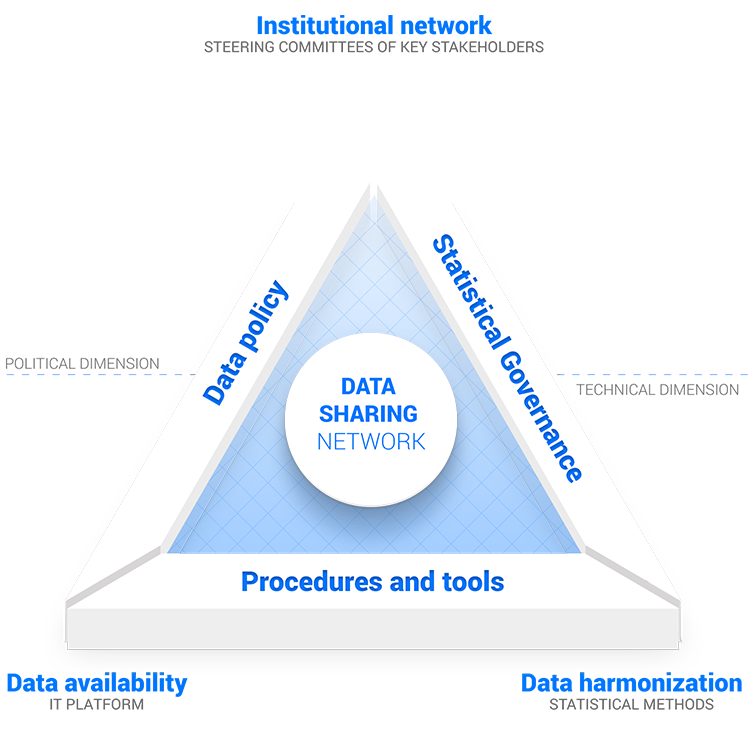 Institutional network
STEERING COMMITTEES OF KEY STAKEHOLDERS
Data policy
Statistical Governance
POLITICAL DIMENSION
TECHNICAL DIMENSION
DATA
SHARING
NETWORK
Procedures and tools
Data availability
IT PLATFORM
Data harmonization
STATISTICAL METHODS